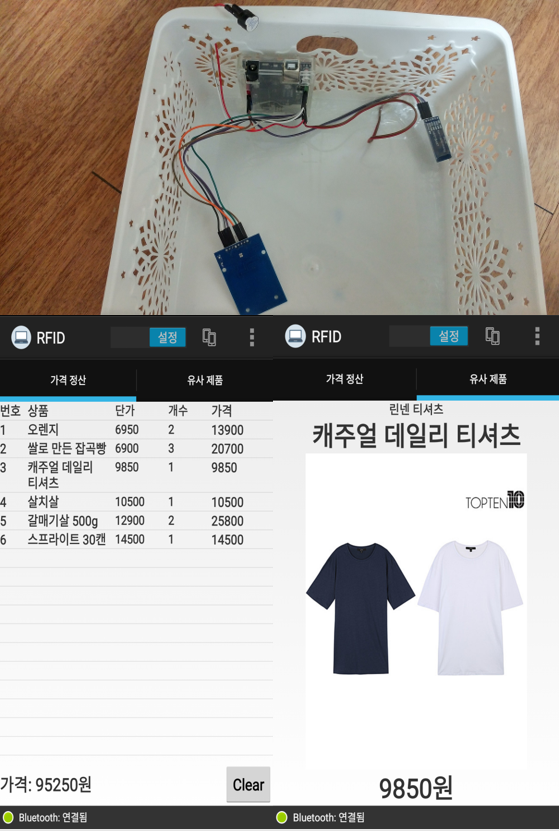 RFID 설정
가격 정산 유사 제품
번호 상품 단가 개수 가격
1 오렌지 6950 2 13900
2 쌀로 만든 잡곡빵 6900 3 20700
3 캐주얼 데일리 9850 1 9850
티셔츠
4 살치살 10500 1 10500
5 갈매기살 500g 12900 2 25800
6 스프라이트 30캔 14500 1 14500
가격: 95250원 Clear
Bluetooth: 연결됨
RFID 설정
가격 정산 유사 제품
린넨 티셔츠
캐주얼 데일리 티셔츠
TOPTEN10
9850원
Bluetooth: 연결됨